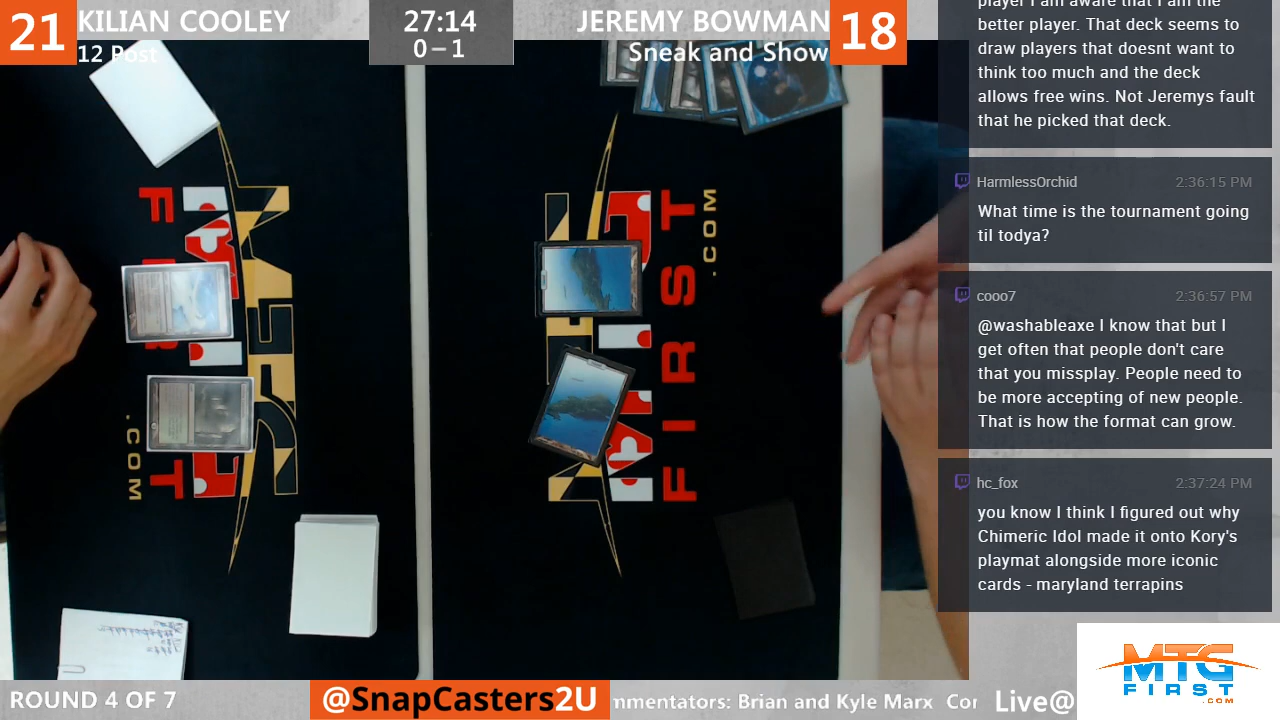 21
KILIAN COOLEY
12 Post
27:14
0–1
JEREMY BOWMAN
Sneak and Show
18
player I am aware that I am the
better player. That deck seems to
draw players that doesnt want to
think too much and the deck
allows free wins. Not Jeremys fault
that he picked that deck.
HarmlessOrchid
2:36:15 PM
What time is the tournament going
til todya?
cooo7
2:36:57 PM
@washableaxe I know that but I
get often that people don't care
that you missplay. People need to
be more accepting of new people.
That is how the format can grow.
hc_fox
2:37:24 PM
you know I think I figured out why
Chimeric Idol made it onto Kory's
playmat alongside more iconic
cards - maryland terrapins
FIRST
.COM
.COM
ROUND 4 OF 7
@SnapCasters2U
mmentators: Brian and Kyle Marx
Live@
MTG
FIRST
.COM